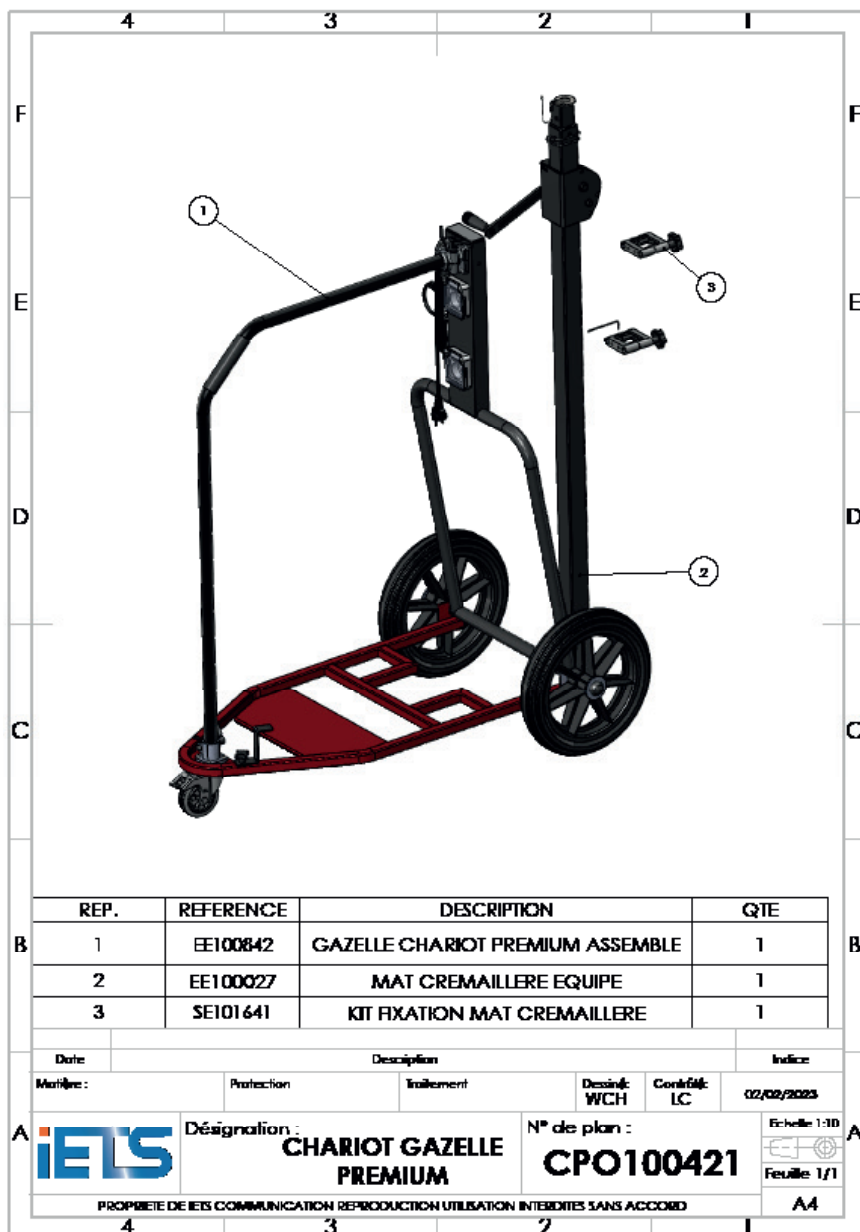 4 3 2 1
F F
1
3
E E
D D
2
C C
REP. REFERENCE DESCRIPTION QTE
1 EE100842 GAZELLE CHARIOT PREMIUM ASSEMBLE 1
B B
2 EE100027 MAT CREMAILLERE EQUIPE 1
3 SE101641 KIT FIXATION MAT CREMAILLERE 1
Date Description Indice
Matière : Protection Traitement Dessiné: Contrôlé: 02/02/2023
WCH LC
A A
iETS
Désignation : N° de plan : Echelle 1:10
CHARIOT GAZELLE CPO100421
PREMIUM Feuille 1/1
PROPRIETE DE IETS COMMUNICATION REPRODUCTION UTILISATION INTERDITES SANS ACCORD A4
4 3 2 1